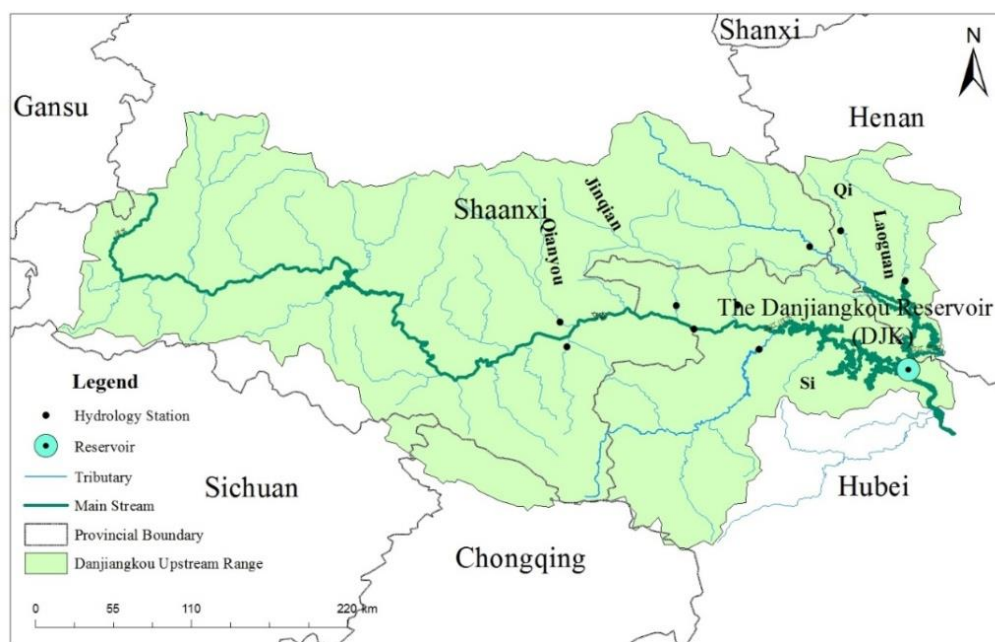 Shanxi
N
Gansu
Henan
Shaanxi
Jinqian
Qi
Qianyou
Laoguan
The Danjiangkou Reservoir
(DJK)
Si
Legend
Hydrology Station
Reservoir
Tributary
Main Stream
Provincial Boundary
Danjiangkou Upstream Range
Sichuan
Hubei
Chongqing
0 55 110 220 km